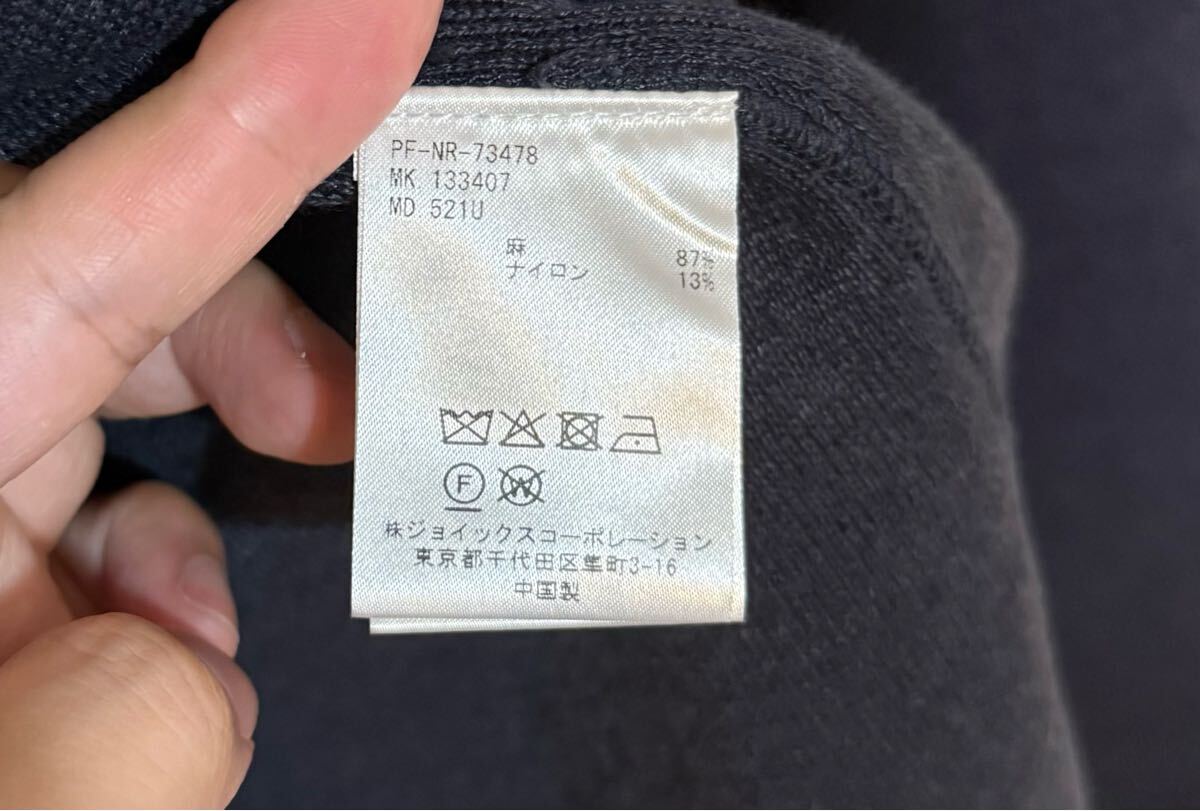 PF-NR-73478
MK 133407
MD 521U
麻 87%
ナイロン 13%
F W
株ジョイックスコーポレーション
東京都千代田区隼町3-16
中国製